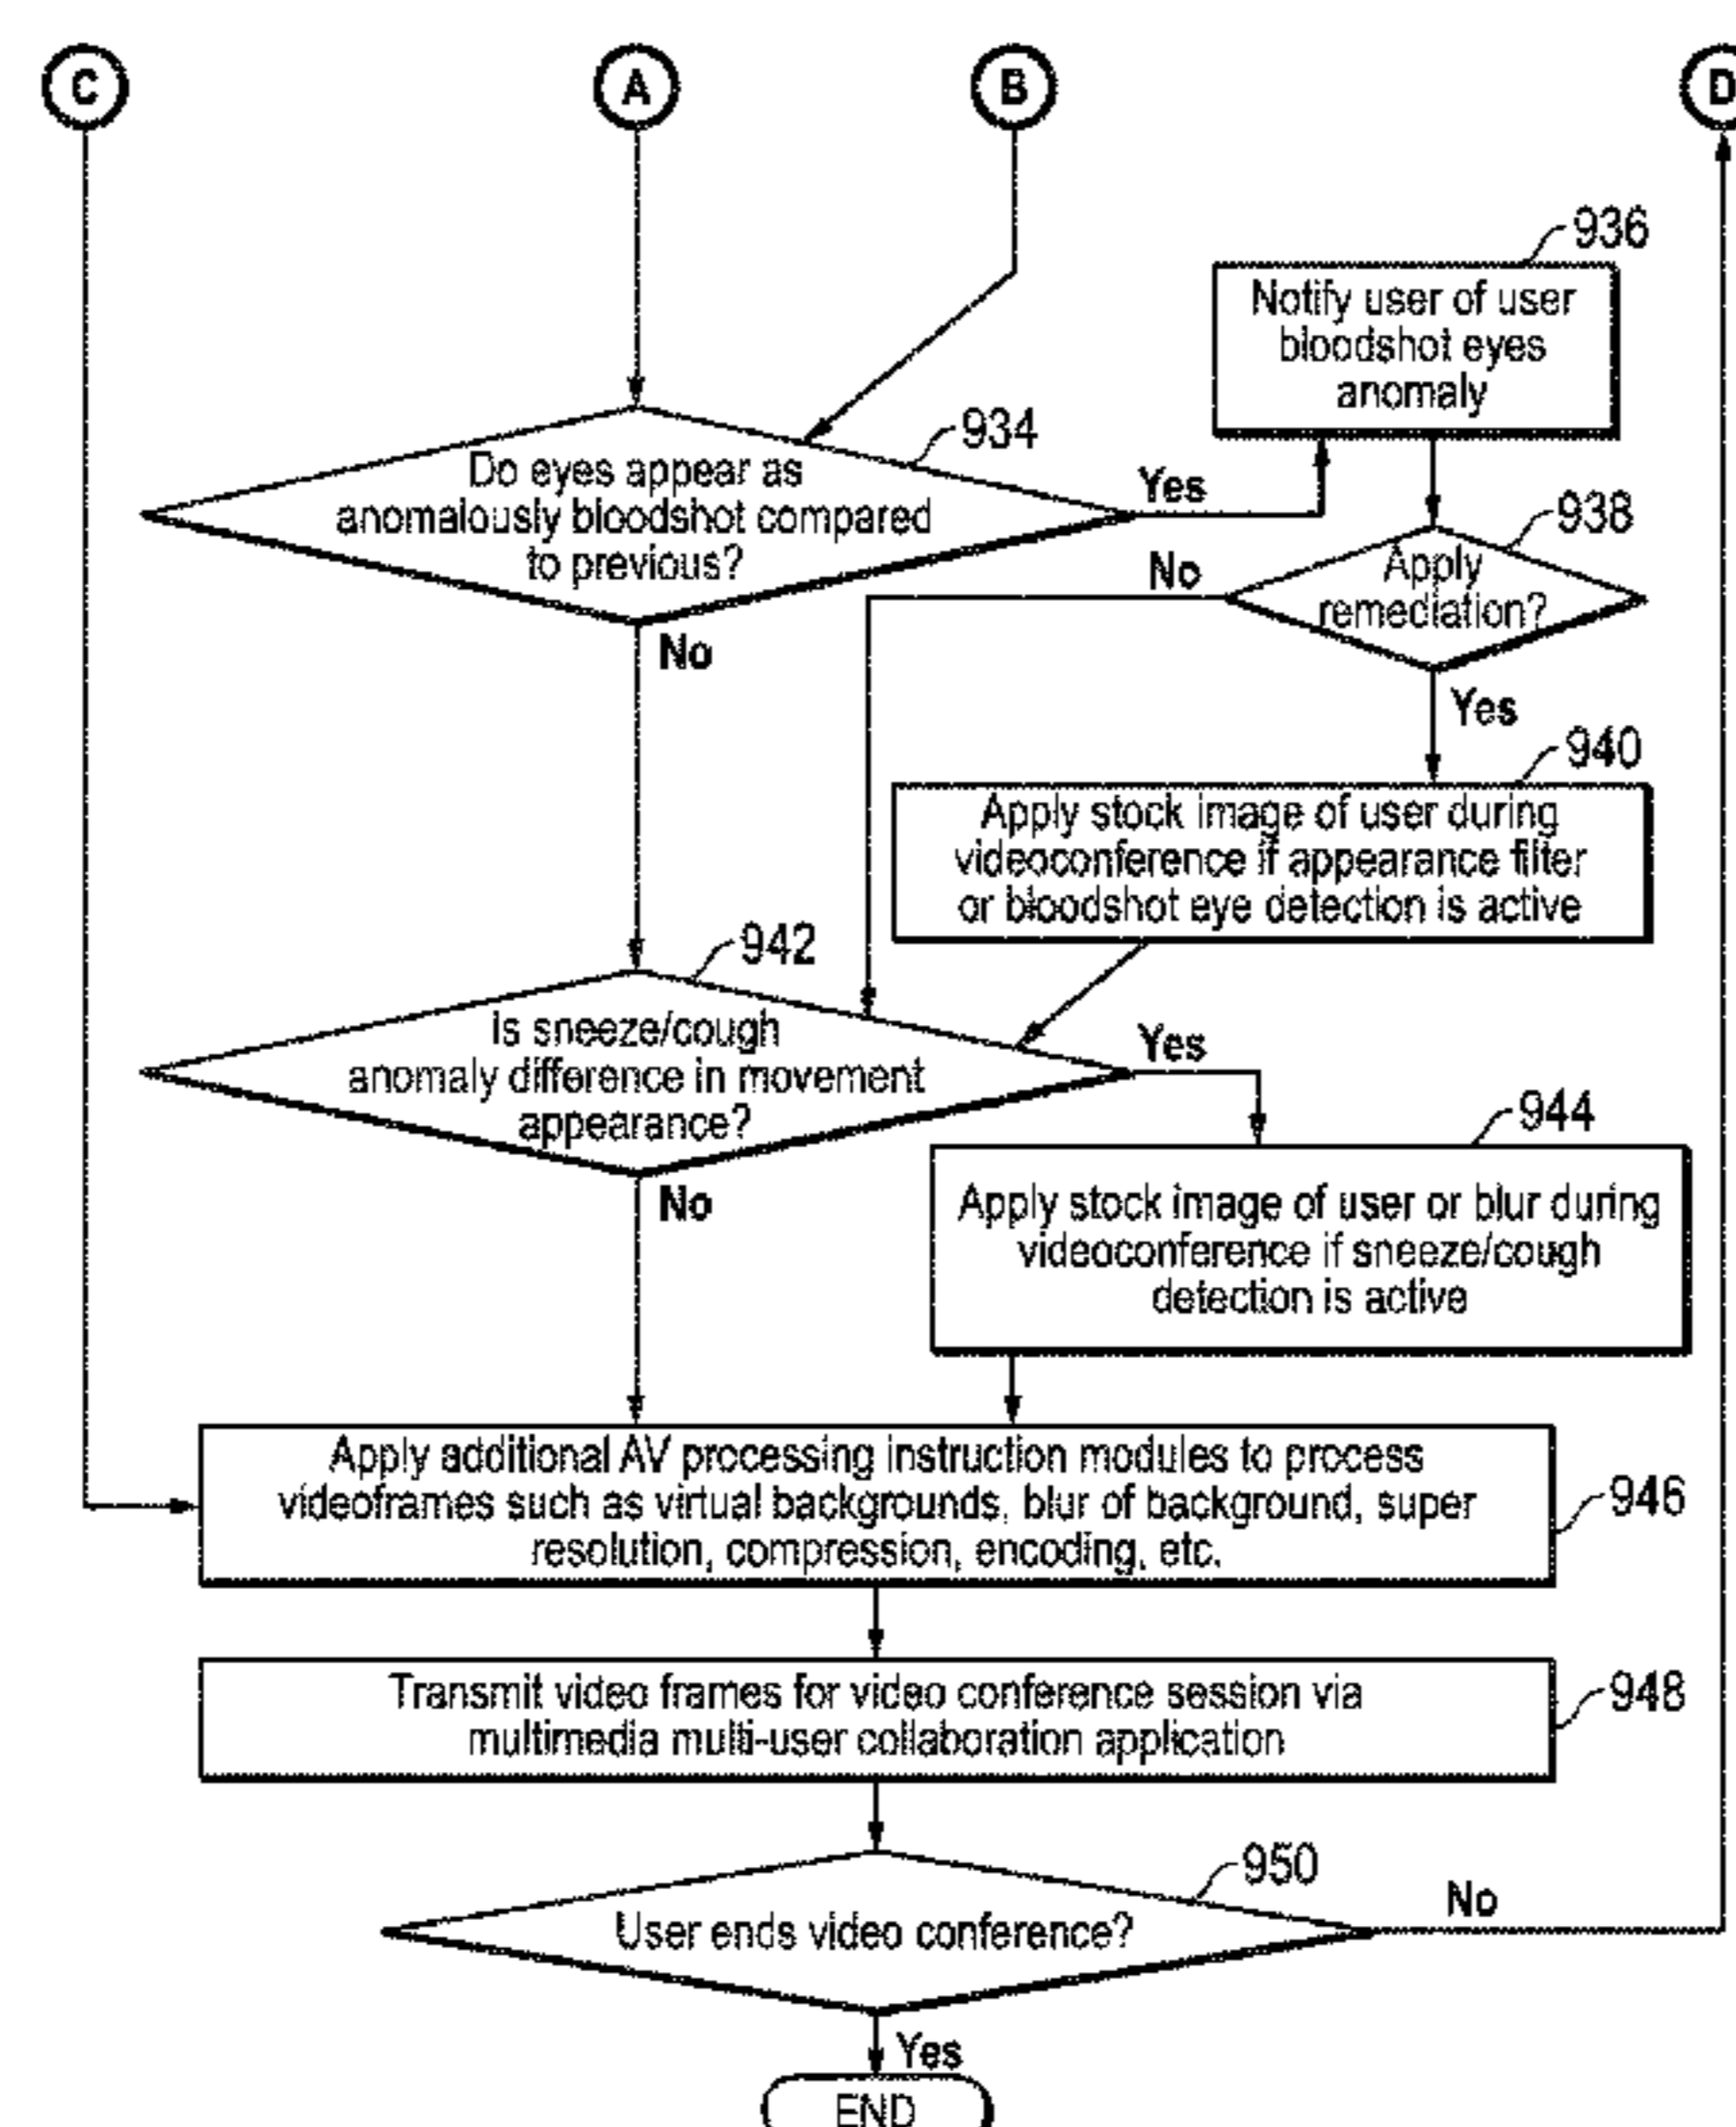 C
A
B
D
936
Notify user of user
bloodshot eyes
anomaly
934
Do eyes appear as
anomalously bloodshot compared
to previous?
Yes
No
938
Apply
remediation?
No
Yes
940
Apply stock image of user during
videoconference if appearance filter
or bloodshot eye detection is active
942
Is sneeze/cough
anomaly difference in movement
appearance?
Yes
No
944
Apply stock image of user or blur during
videoconference if sneeze/cough
detection is active
Apply additional AV processing instruction modules to process
videoframes such as virtual backgrounds, blur of background, super
resolution, compression, encoding, etc.
946
Transmit video frames for video conference session via
multimedia multi-user collaboration application
948
950
User ends video conference?
No
Yes
END